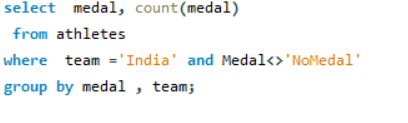 select  medal, count(medal)
from athletes
where  team ='India' and Medal<>'NoMedal'
group by medal , team;